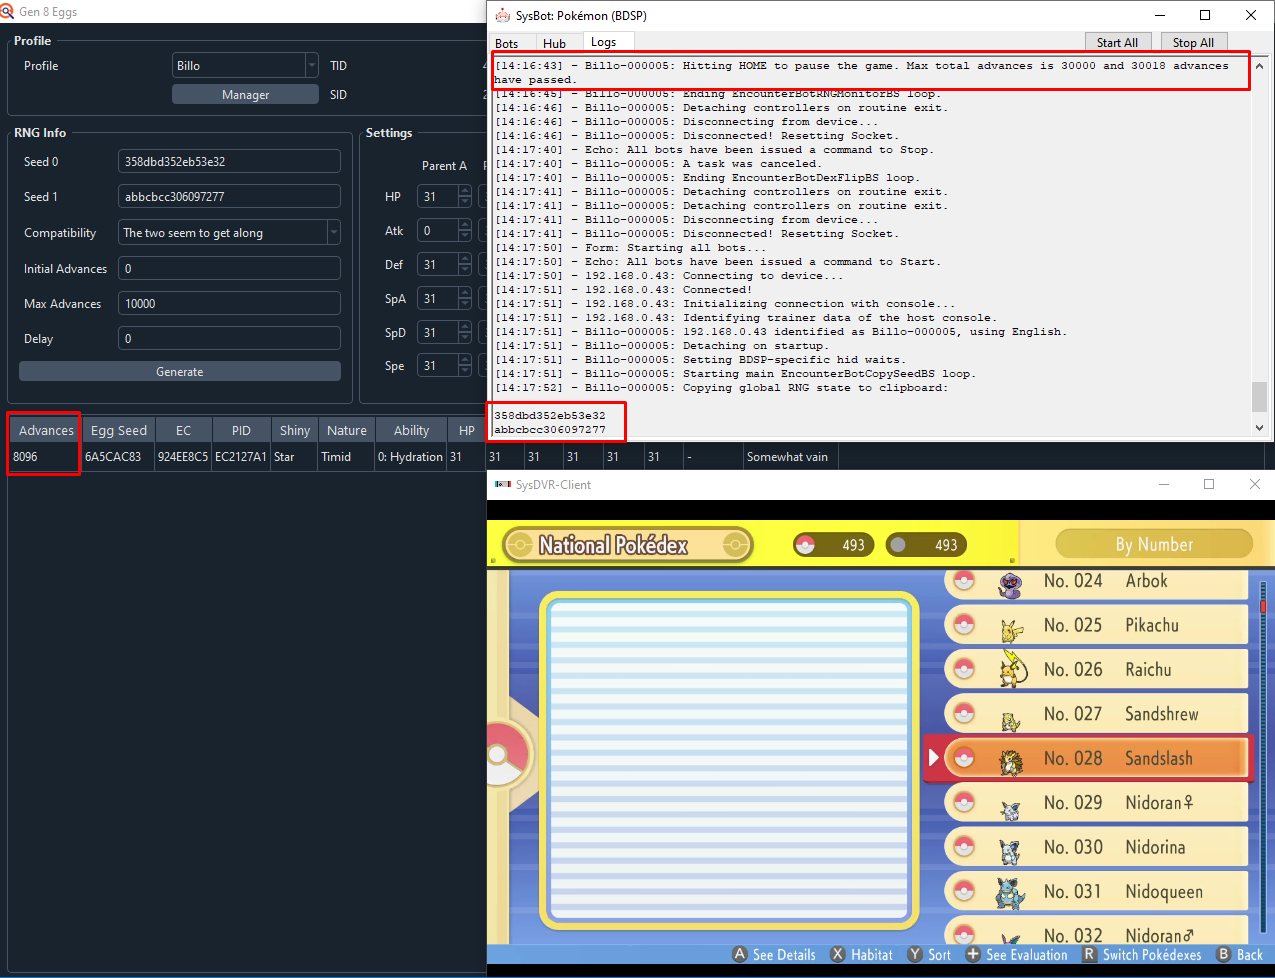 Gen 8 Eggs
Profile
Profile
Billo
TID
Manager
SID
RNG Info
Seed 0
358dbd352eb53e32
Seed 1
abbcbcc306097277
Compatibility
The two seem to get along
Initial Advances
0
Max Advances
10000
Delay
0
Generate
Settings
Parent A
HP
31
Atk
0
Def
31
SpA
31
SpD
31
Spe
31
Advances Egg Seed EC PID Shiny Nature Ability HP
8096 6A5CAC83 924EE8C5 EC2127A1 Star Timid 0: Hydration 31 31 31 31 31 31 - Somewhat vain
SysBot: Pokémon (BDSP)
Bots Hub Logs
Start All Stop All
[14:16:43] - Billo-000005: Hitting HOME to pause the game. Max total advances is 30000 and 30018 advances
have passed.
[14:16:45] - Billo-000005: Ending EncounterBotRNGMonitorBS loop.
[14:16:46] - Billo-000005: Detaching controllers on routine exit.
[14:16:46] - Billo-000005: Disconnecting from device...
[14:16:46] - Billo-000005: Disconnected! Resetting Socket.
[14:17:40] - Echo: All bots have been issued a command to Stop.
[14:17:40] - Billo-000005: A task was canceled.
[14:17:40] - Billo-000005: Ending EncounterBotDexFlipBS loop.
[14:17:41] - Billo-000005: Detaching controllers on routine exit.
[14:17:41] - Billo-000005: Detaching controllers on routine exit.
[14:17:41] - Billo-000005: Disconnecting from device...
[14:17:41] - Billo-000005: Disconnected! Resetting Socket.
[14:17:50] - Form: Starting all bots...
[14:17:50] - Echo: All bots have been issued a command to Start.
[14:17:50] - 192.168.0.43: Connecting to device...
[14:17:51] - 192.168.0.43: Connected!
[14:17:51] - 192.168.0.43: Initializing connection with console...
[14:17:51] - 192.168.0.43: Identifying trainer data of the host console.
[14:17:51] - Billo-000005: 192.168.0.43 identified as Billo-000005, using English.
[14:17:51] - Billo-000005: Detaching on startup.
[14:17:51] - Billo-000005: Setting BDSP-specific hid waits.
[14:17:51] - Billo-000005: Starting main EncounterBotCopySeedBS loop.
[14:17:52] - Billo-000005: Copying global RNG state to clipboard:
358dbd352eb53e32
abbcbcc306097277
SysDVR-Client
National Pokédex
493
493
By Number
No. 024 Arbok
No. 025 Pikachu
No. 026 Raichu
No. 027 Sandshrew
No. 028 Sandslash
No. 029 Nidoran♀
No. 030 Nidorina
No. 031 Nidoqueen
No. 032 Nidoran♂
A See Details X Habitat Y Sort + See Evaluation R Switch Pokédexes B Back